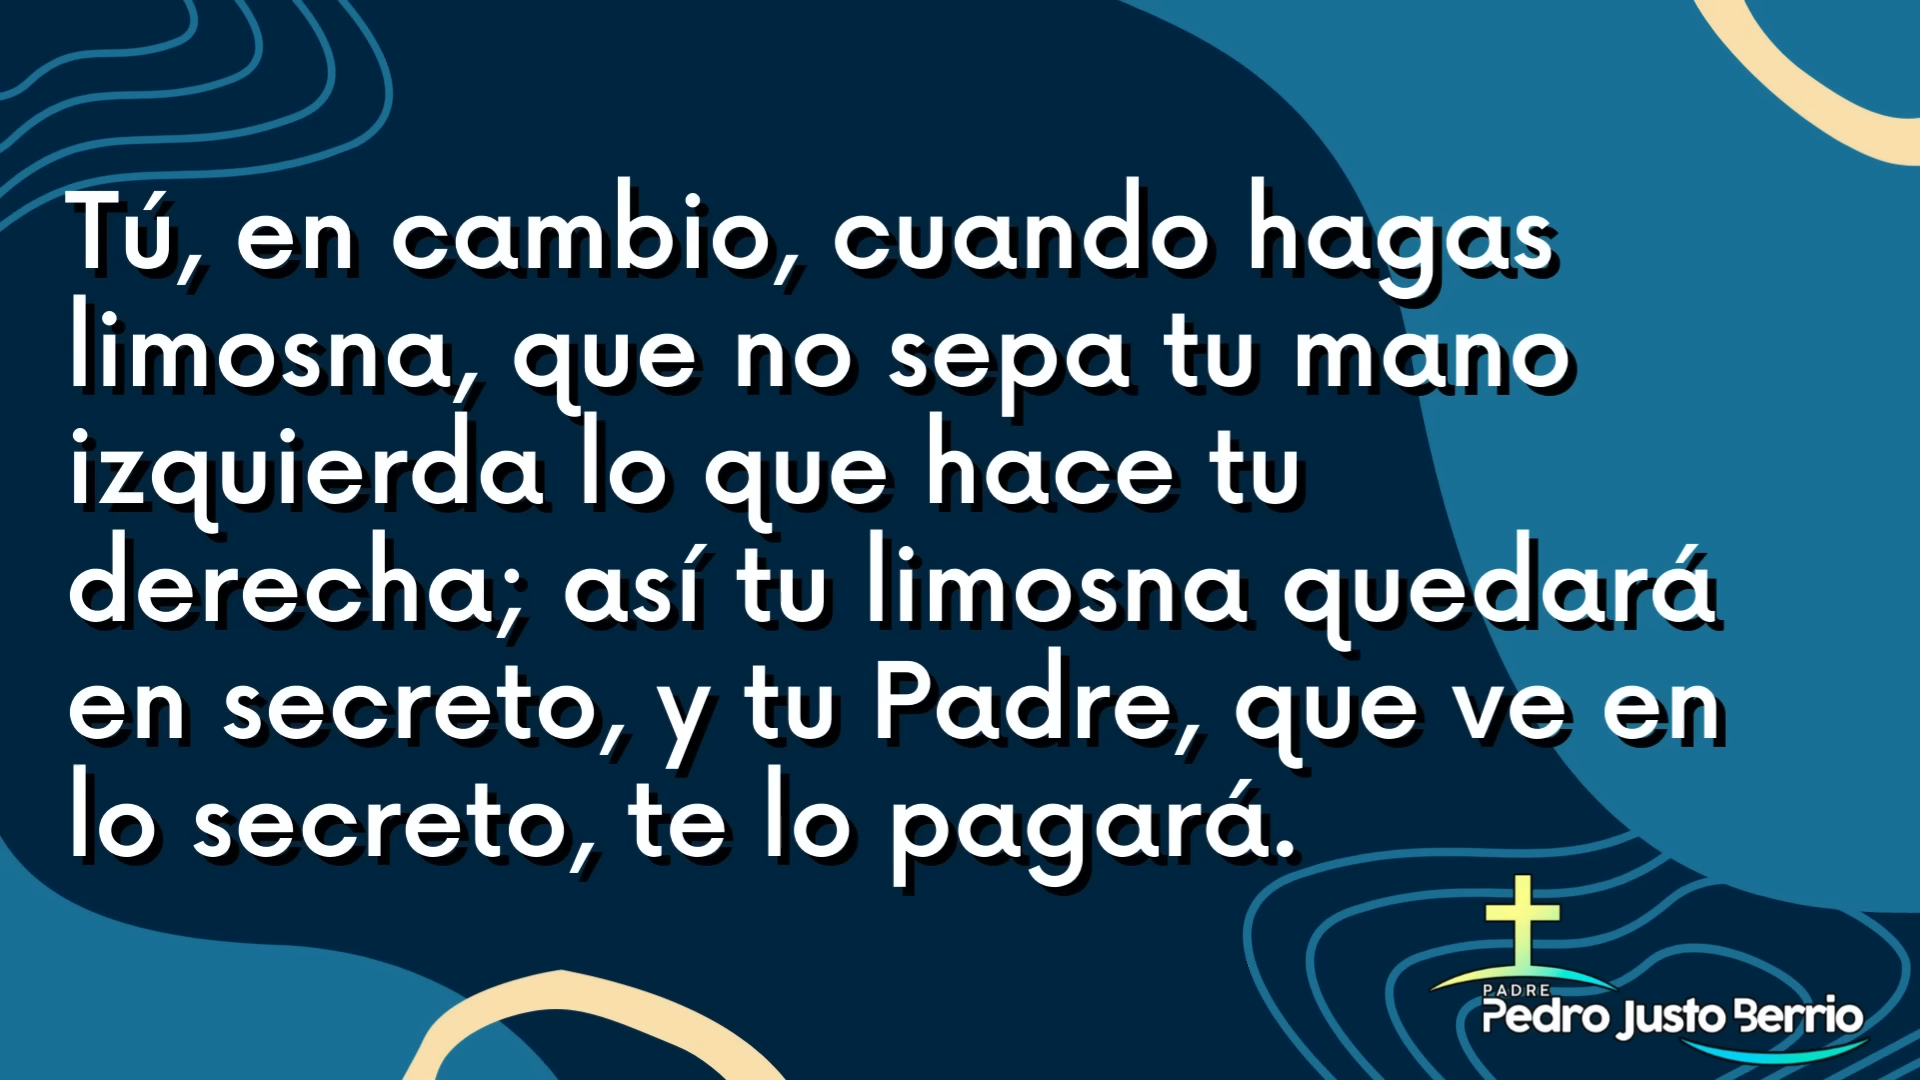 Tú, en cambio, cuando hagas
limosna, que no sepa tu mano
izquierda lo que hace tu
derecha; así tu limosna quedará
en secreto, y tu Padre, que ve en
lo secreto, te lo pagará.
PADRE
Pedro Justo Berrio